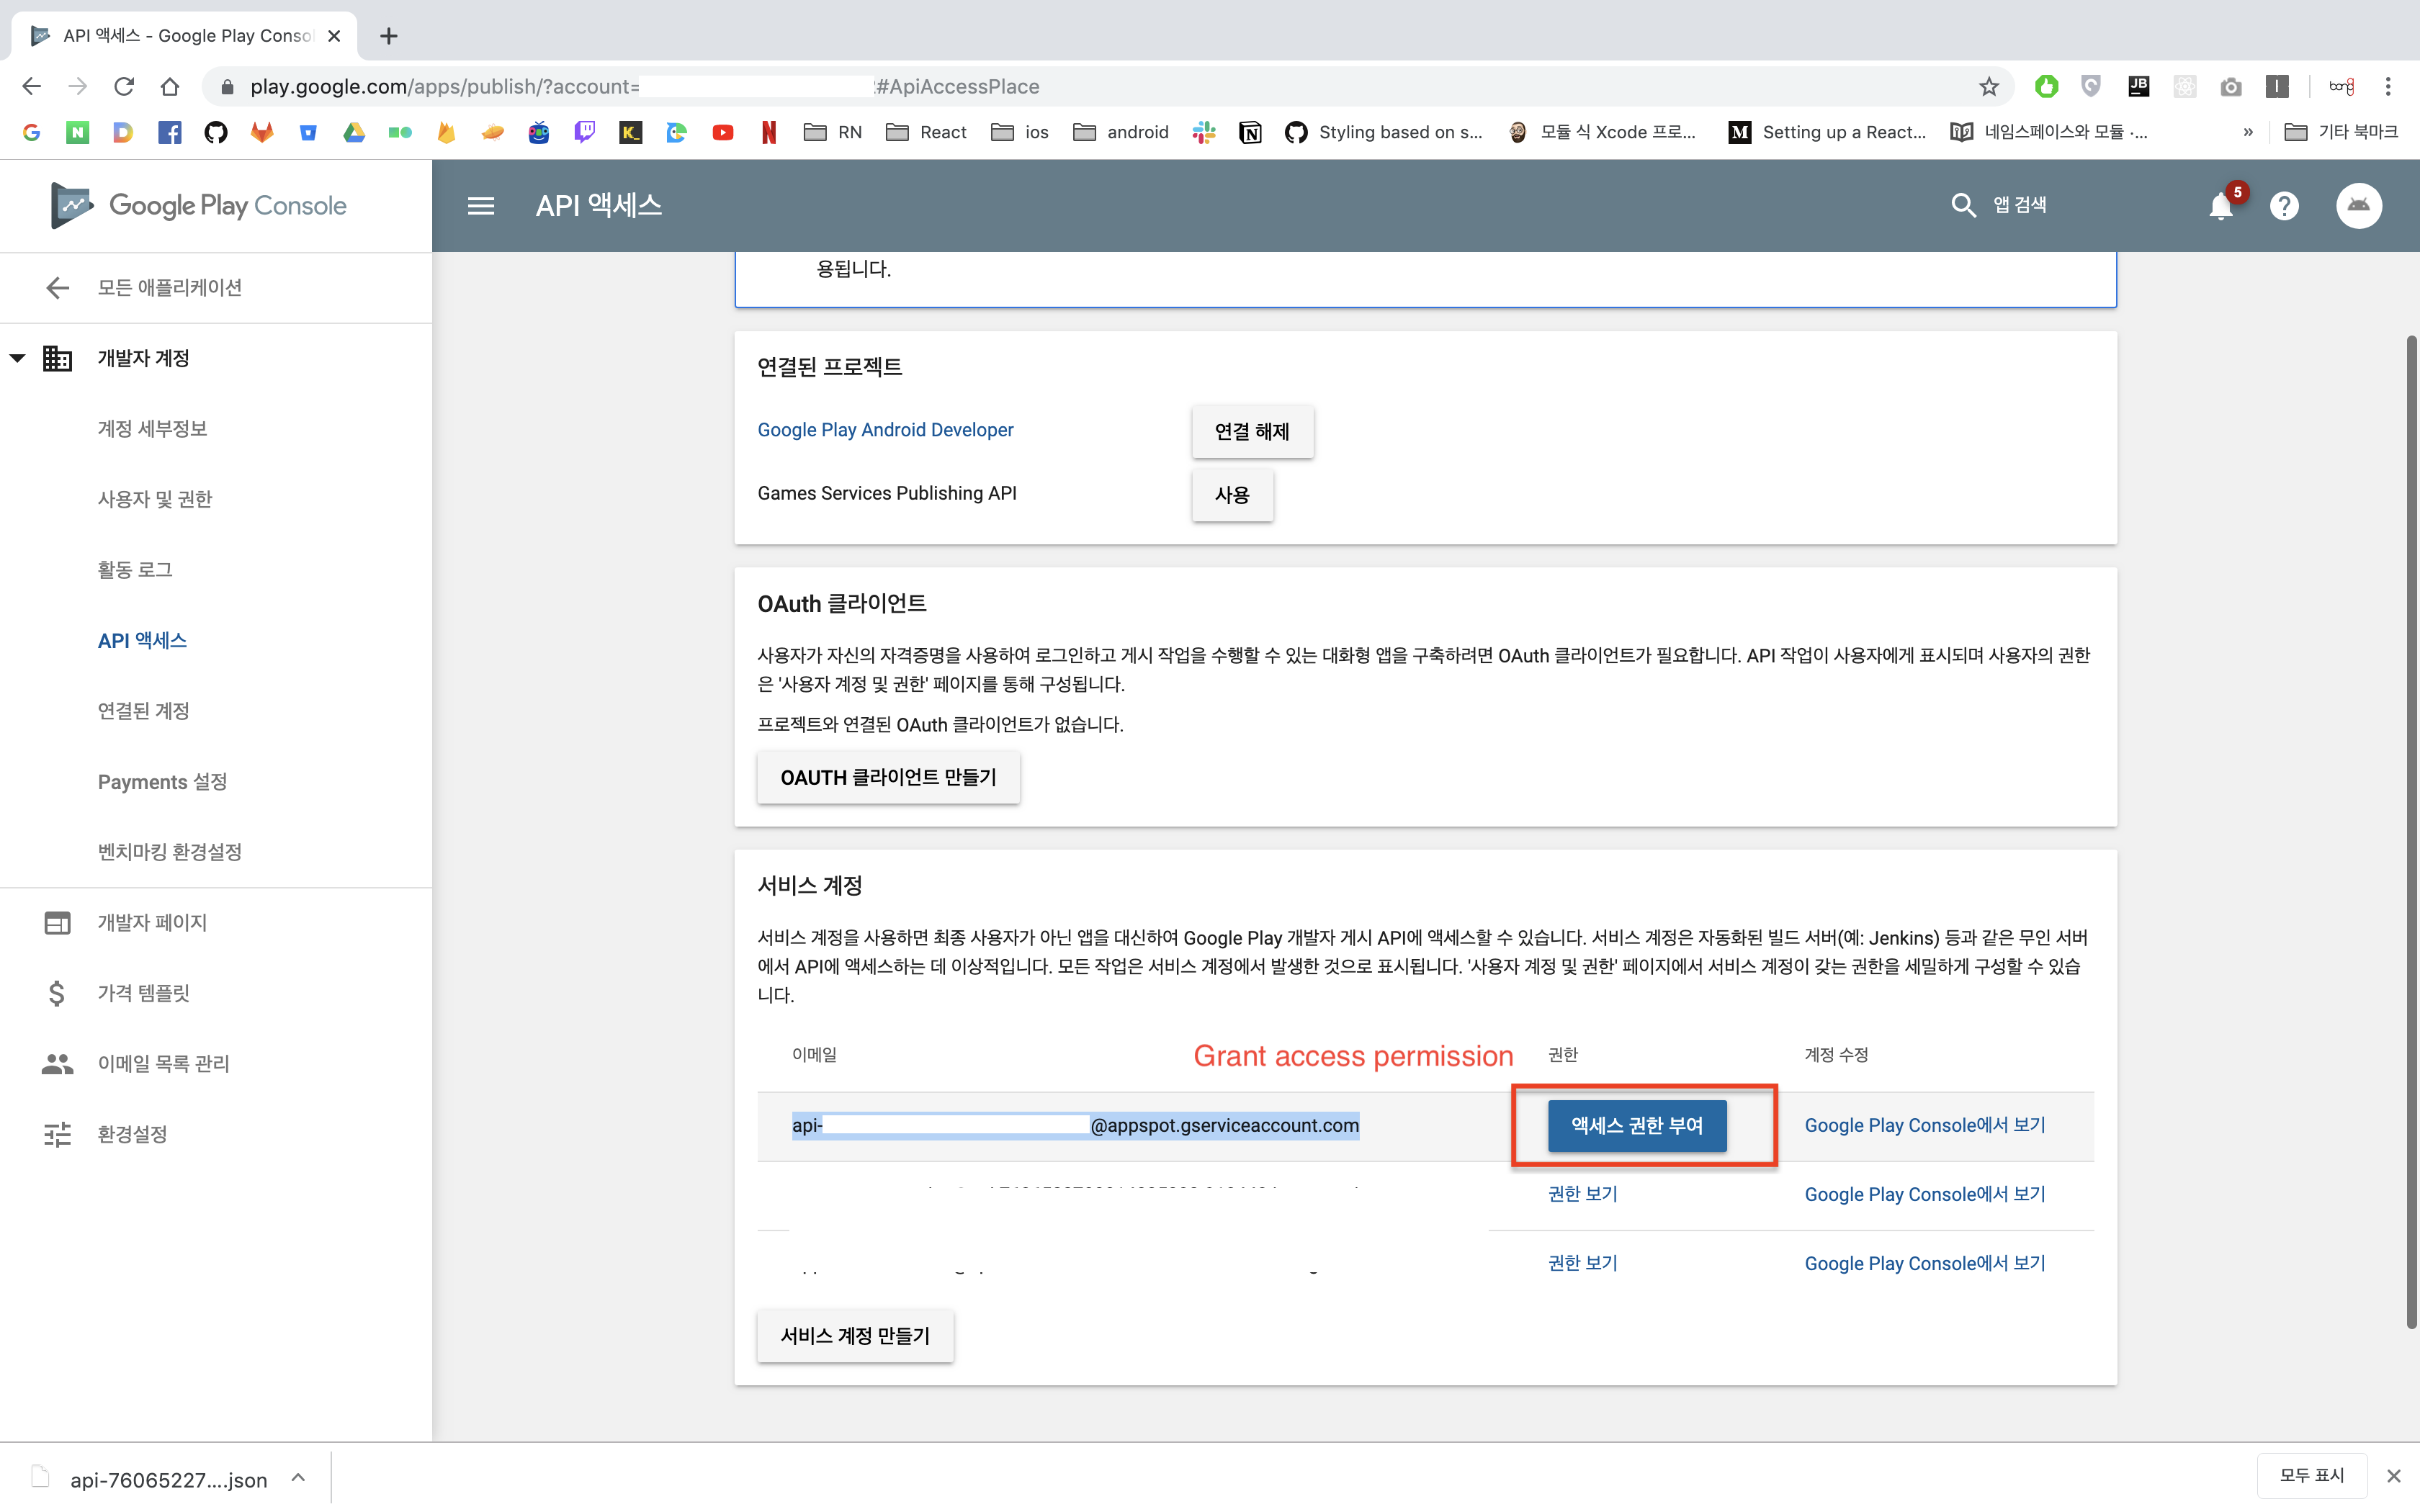 API 액세스 - Google Play Conso
play.google.com/apps/publish/?account=
#ApiAccessPlace
JB
RN
React
ios
android
Styling based on s...
모듈 식 Xcode 프로...
Setting up a React...
네임스페이스와 모듈 ·...
»
기타 북마크
Google Play Console
API 액세스
앱 검색
5
모든 애플리케이션
개발자 계정
계정 세부정보
사용자 및 권한
활동 로그
API 액세스
연결된 계정
Payments 설정
벤치마킹 환경설정
개발자 페이지
가격 템플릿
이메일 목록 관리
환경설정
용됩니다.
연결된 프로젝트
Google Play Android Developer
연결 해제
Games Services Publishing API
사용
OAuth 클라이언트
사용자가 자신의 자격증명을 사용하여 로그인하고 게시 작업을 수행할 수 있는 대화형 앱을 구축하려면 OAuth 클라이언트가 필요합니다. API 작업이 사용자에게 표시되며 사용자의 권한
은 '사용자 계정 및 권한' 페이지를 통해 구성됩니다.
프로젝트와 연결된 OAuth 클라이언트가 없습니다.
OAUTH 클라이언트 만들기
서비스 계정
서비스 계정을 사용하면 최종 사용자가 아닌 앱을 대신하여 Google Play 개발자 게시 API에 액세스할 수 있습니다. 서비스 계정은 자동화된 빌드 서버(예: Jenkins) 등과 같은 무인 서버
에서 API에 액세스하는 데 이상적입니다. 모든 작업은 서비스 계정에서 발생한 것으로 표시됩니다. '사용자 계정 및 권한' 페이지에서 서비스 계정이 갖는 권한을 세밀하게 구성할 수 있습
니다.
이메일
Grant access permission
권한
계정 수정
api-
@appspot.gserviceaccount.com
액세스 권한 부여
Google Play Console에서 보기
권한 보기
Google Play Console에서 보기
권한 보기
Google Play Console에서 보기
서비스 계정 만들기
api-76065227....json
모두 표시